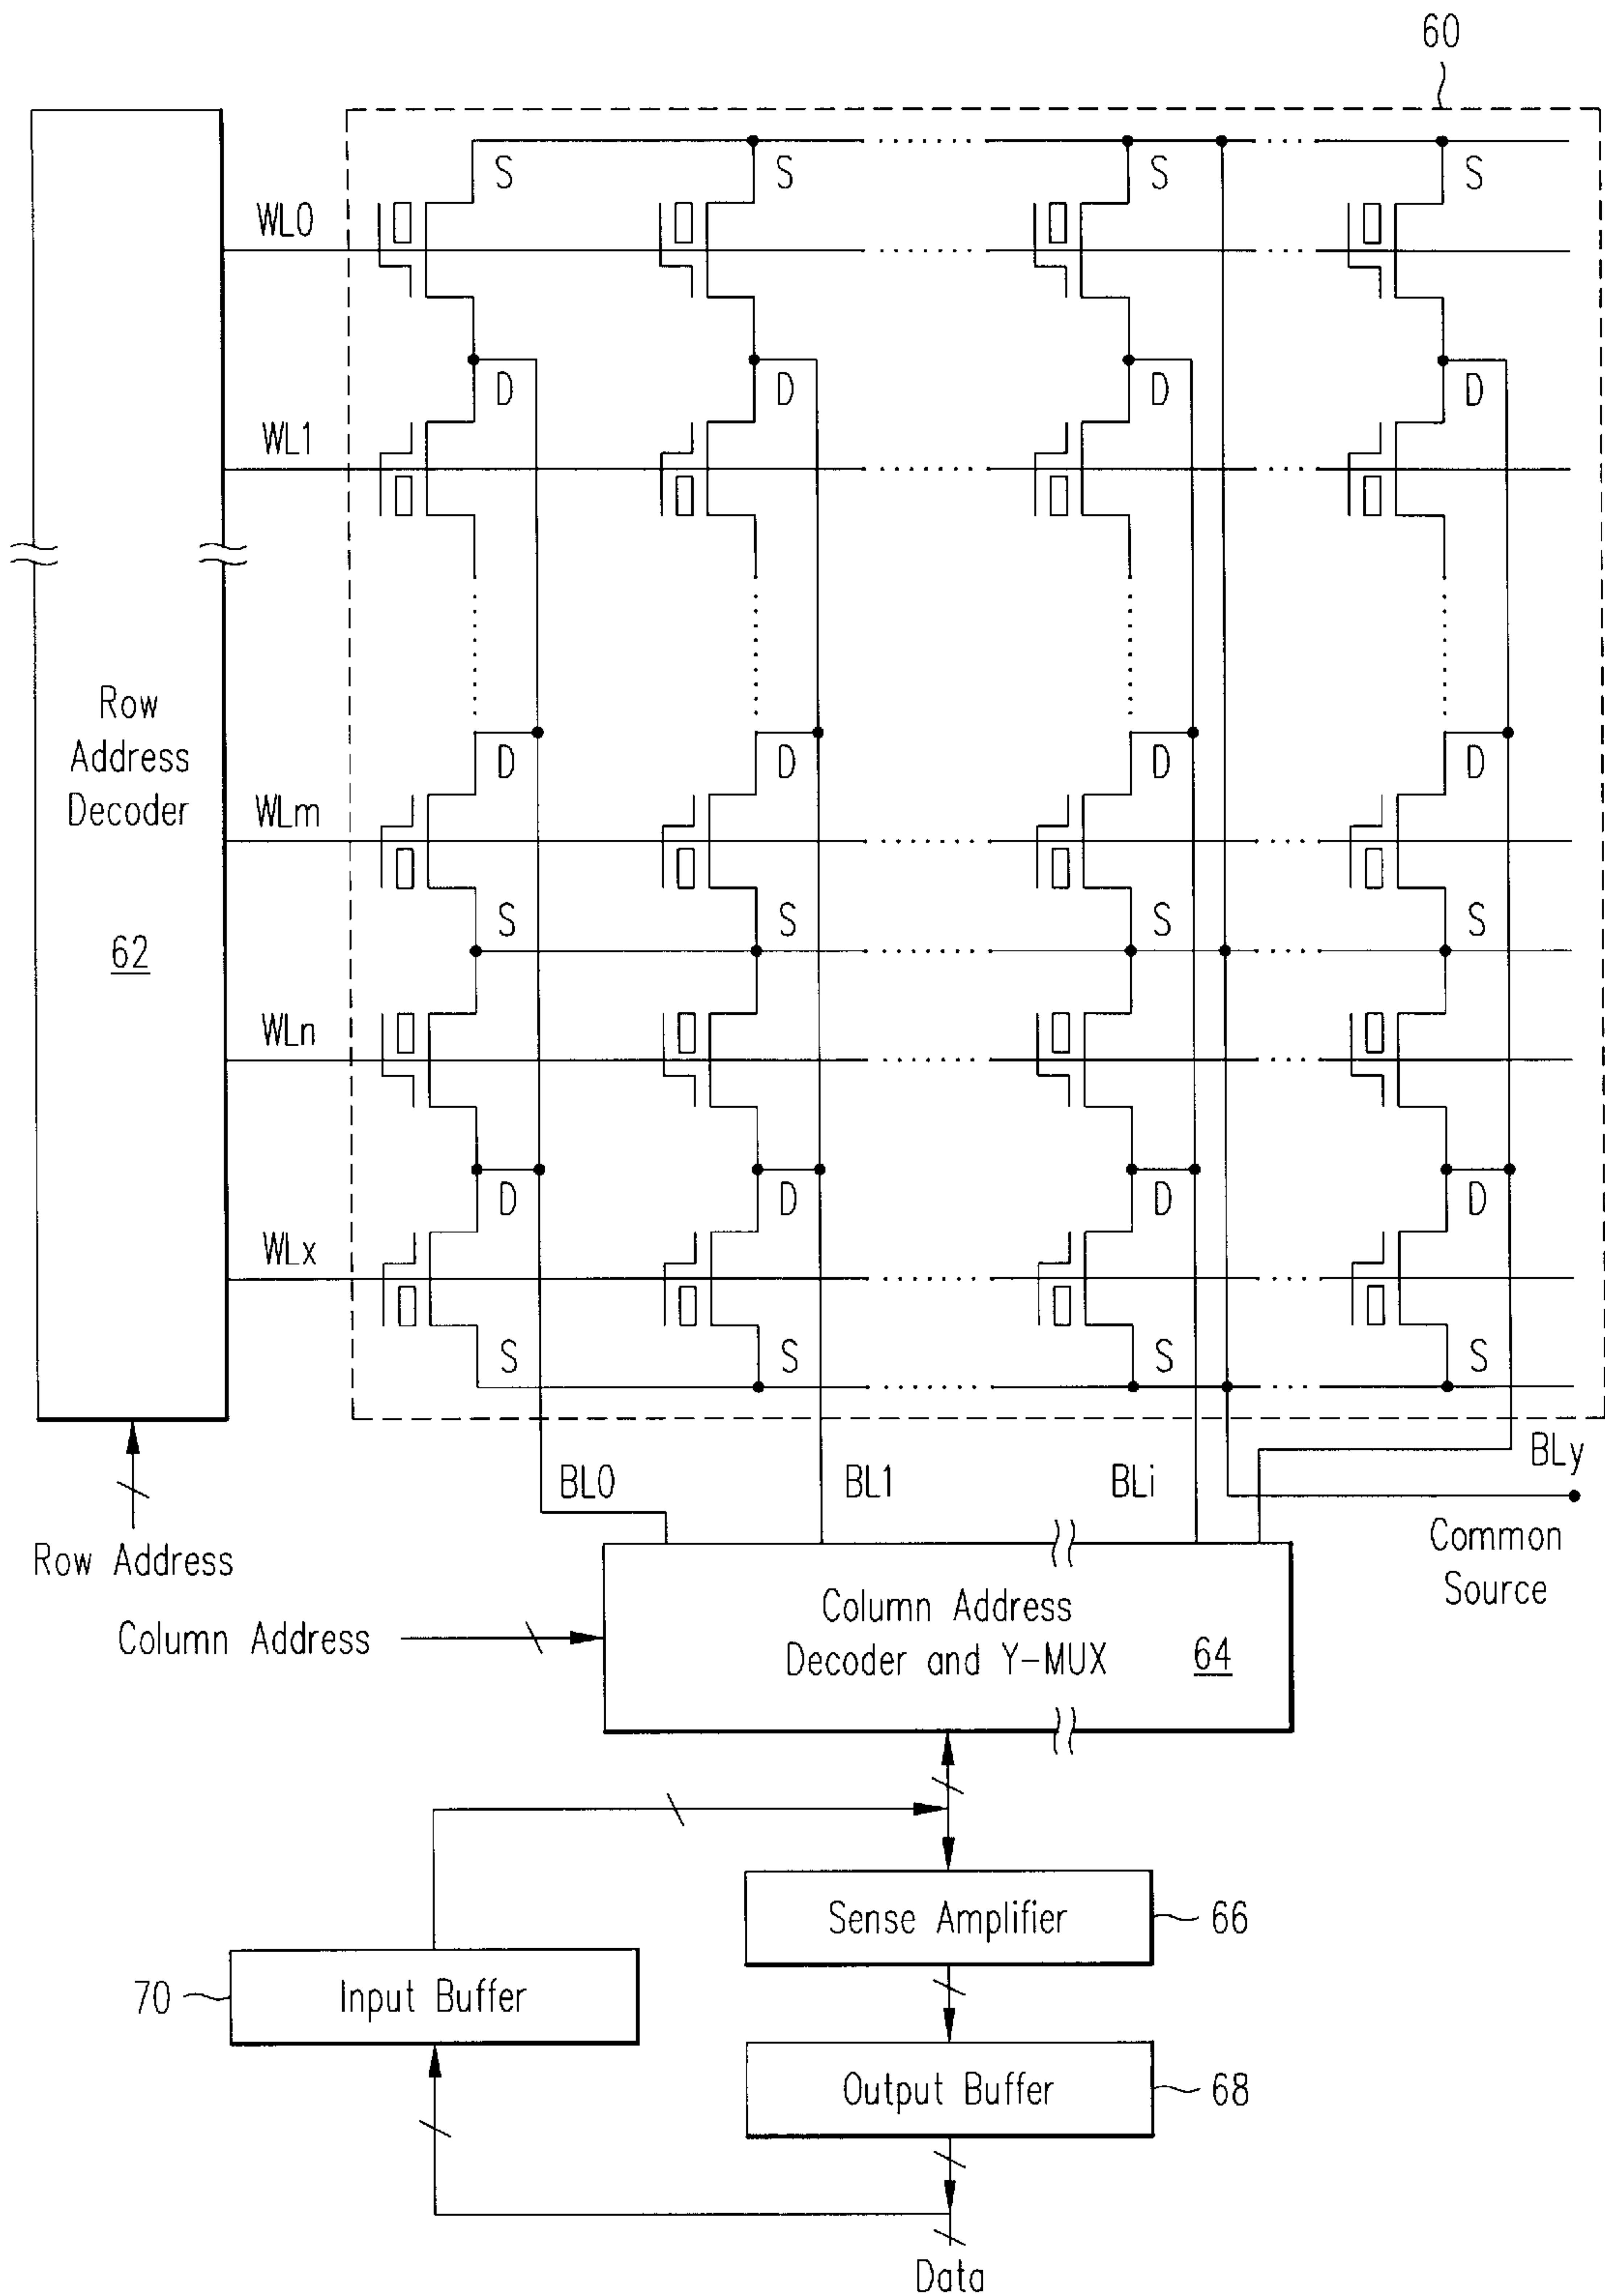 60
S S S S
WL0
D D D D
WL1
Row
Address
Decoder
62
D D D D
WLm
S S S S
WLn
D D D D
WLx
S S S S
BL0 BL1 BLi BLy
Common
Source
Row Address
Column Address
Column Address
Decoder and Y-MUX 64
Sense Amplifier 66
70 Input Buffer
Output Buffer 68
Data